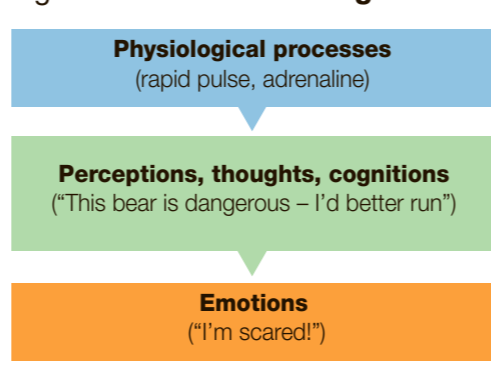 Physiological processes
(rapid pulse, adrenaline)
Perceptions, thoughts, cognitions
(“This bear is dangerous – I’d better run”)
Emotions
(“I’m scared!”)